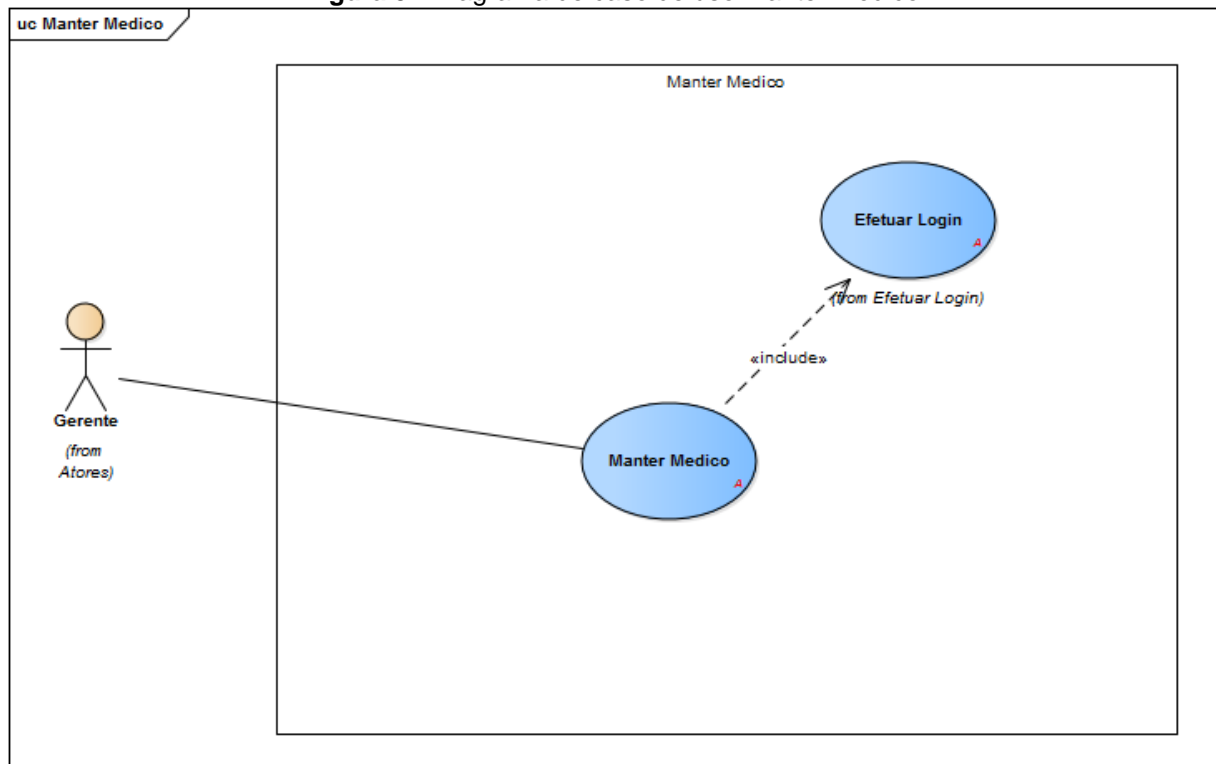 uc Manter Medico
Manter Medico
Efetuar Login
A
(from Efetuar Login)
«include»
Gerente
(from
Atores)
Manter Medico
A